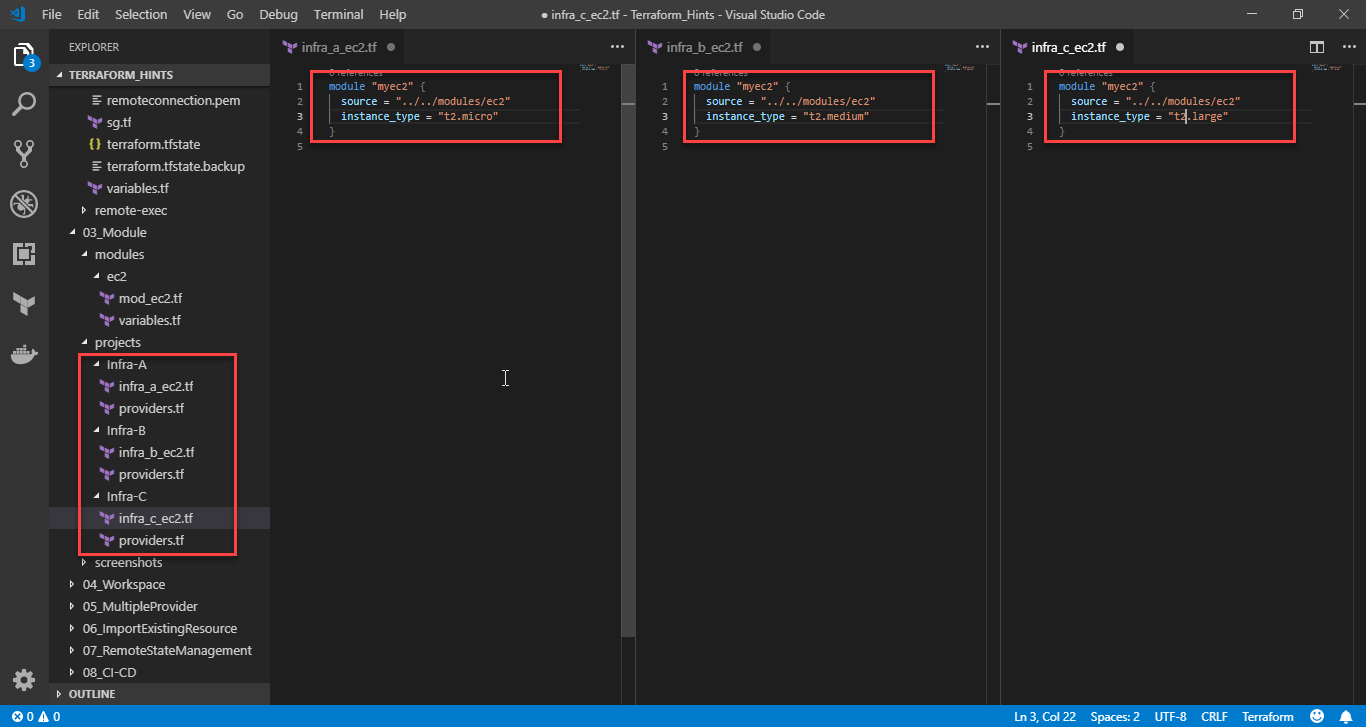 File Edit Selection View Go Debug Terminal Help
● infra_c_ec2.tf - Terraform_Hints - Visual Studio Code
3
EXPLORER
TERRAFORM_HINTS
remoteconnection.pem
sg.tf
{} terraform.tfstate
terraform.tfstate.backup
variables.tf
remote-exec
03_Module
modules
ec2
mod_ec2.tf
variables.tf
projects
Infra-A
infra_a_ec2.tf
providers.tf
Infra-B
infra_b_ec2.tf
providers.tf
Infra-C
infra_c_ec2.tf
providers.tf
screenshots
04_Workspace
05_MultipleProvider
06_ImportExistingResource
07_RemoteStateManagement
08_CI-CD
OUTLINE
infra_a_ec2.tf ●
0 references
1 module "myec2" {
2 source = "../../modules/ec2"
3 instance_type = "t2.micro"
4 }
5
infra_b_ec2.tf ●
0 references
1 module "myec2" {
2 source = "../../modules/ec2"
3 instance_type = "t2.medium"
4 }
5
infra_c_ec2.tf ●
0 references
1 module "myec2" {
2 source = "../../modules/ec2"
3 instance_type = "t2.large"
4 }
5
0 0
Ln 3, Col 22 Spaces: 2 UTF-8 CRLF Terraform